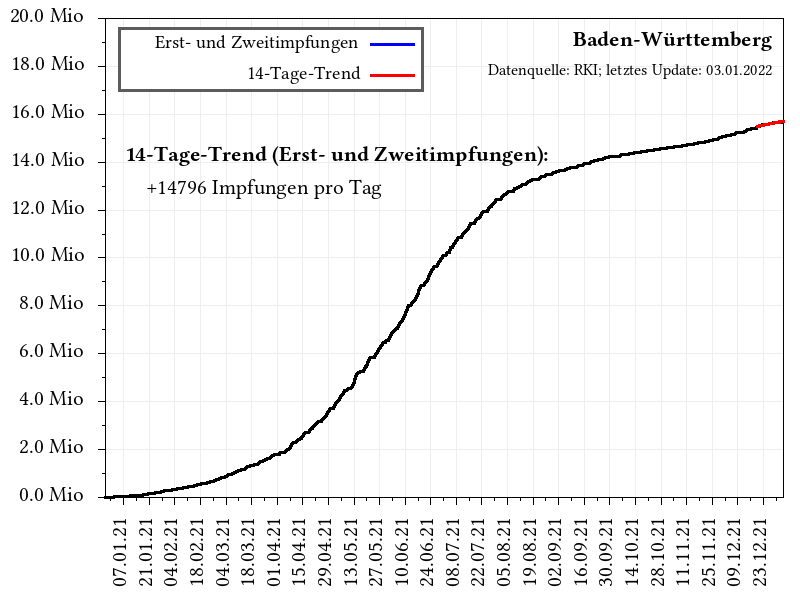 20.0 Mio
18.0 Mio
16.0 Mio
14.0 Mio
12.0 Mio
10.0 Mio
8.0 Mio
6.0 Mio
4.0 Mio
2.0 Mio
0.0 Mio
Erst- und Zweitimpfungen
14-Tage-Trend
Baden-Württemberg
Datenquelle: RKI; letztes Update: 03.01.2022
14-Tage-Trend (Erst- und Zweitimpfungen):
+14796 Impfungen pro Tag
07.01.21
21.01.21
04.02.21
18.02.21
04.03.21
18.03.21
01.04.21
15.04.21
29.04.21
13.05.21
27.05.21
10.06.21
24.06.21
08.07.21
22.07.21
05.08.21
19.08.21
02.09.21
16.09.21
30.09.21
14.10.21
28.10.21
11.11.21
25.11.21
09.12.21
23.12.21